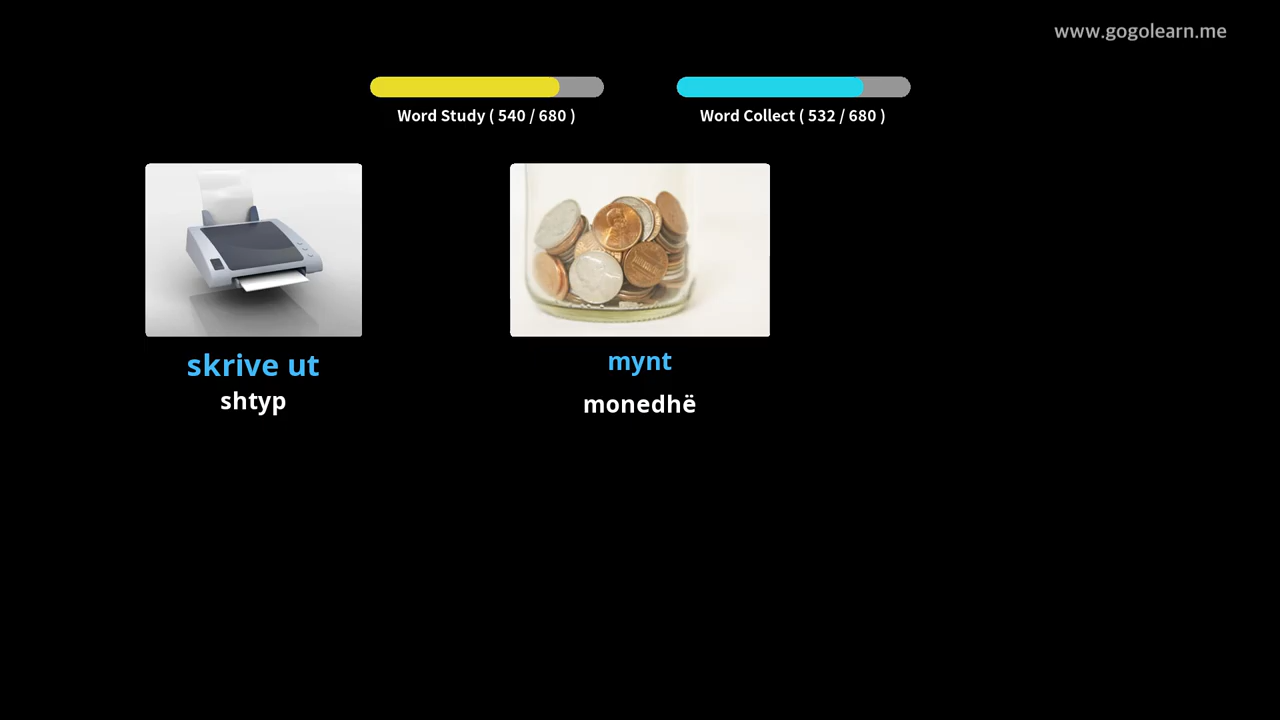 www.gogolearn.me
Word Study ( 540 / 680 )
Word Collect ( 532 / 680 )
skrive ut
shtyp
mynt
monedhë